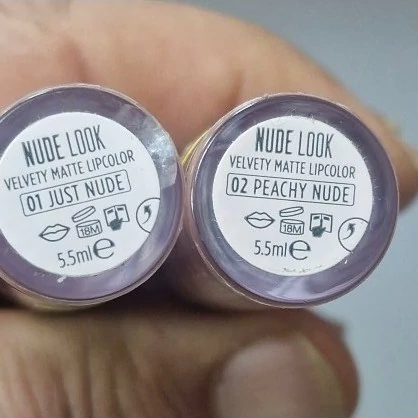 NUDE LOOK
VELVETY MATTE LIPCOLOR
01 JUST NUDE
18M
5.5ml e
NUDE LOOK
VELVETY MATTE LIPCOLOR
02 PEACHY NUDE
18M
5.5ml e